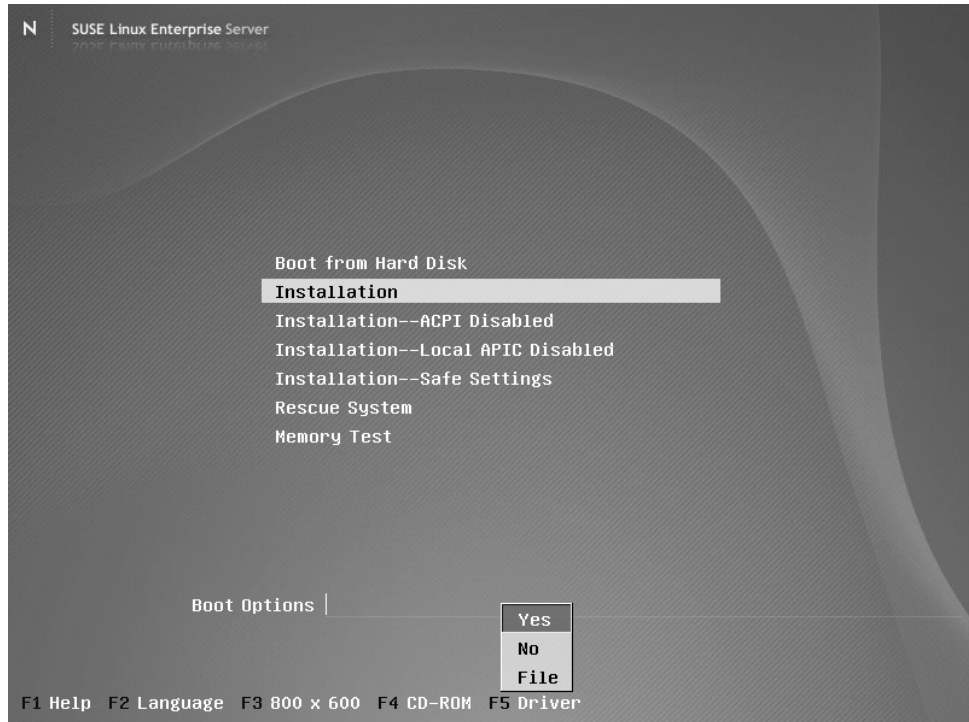 N SUSE Linux Enterprise Server
Boot from Hard Disk
Installation
Installation--ACPI Disabled
Installation--Local APIC Disabled
Installation--Safe Settings
Rescue System
Memory Test
Boot Options
Yes
No
File
F1 Help F2 Language F3 800 x 600 F4 CD-ROM F5 Driver